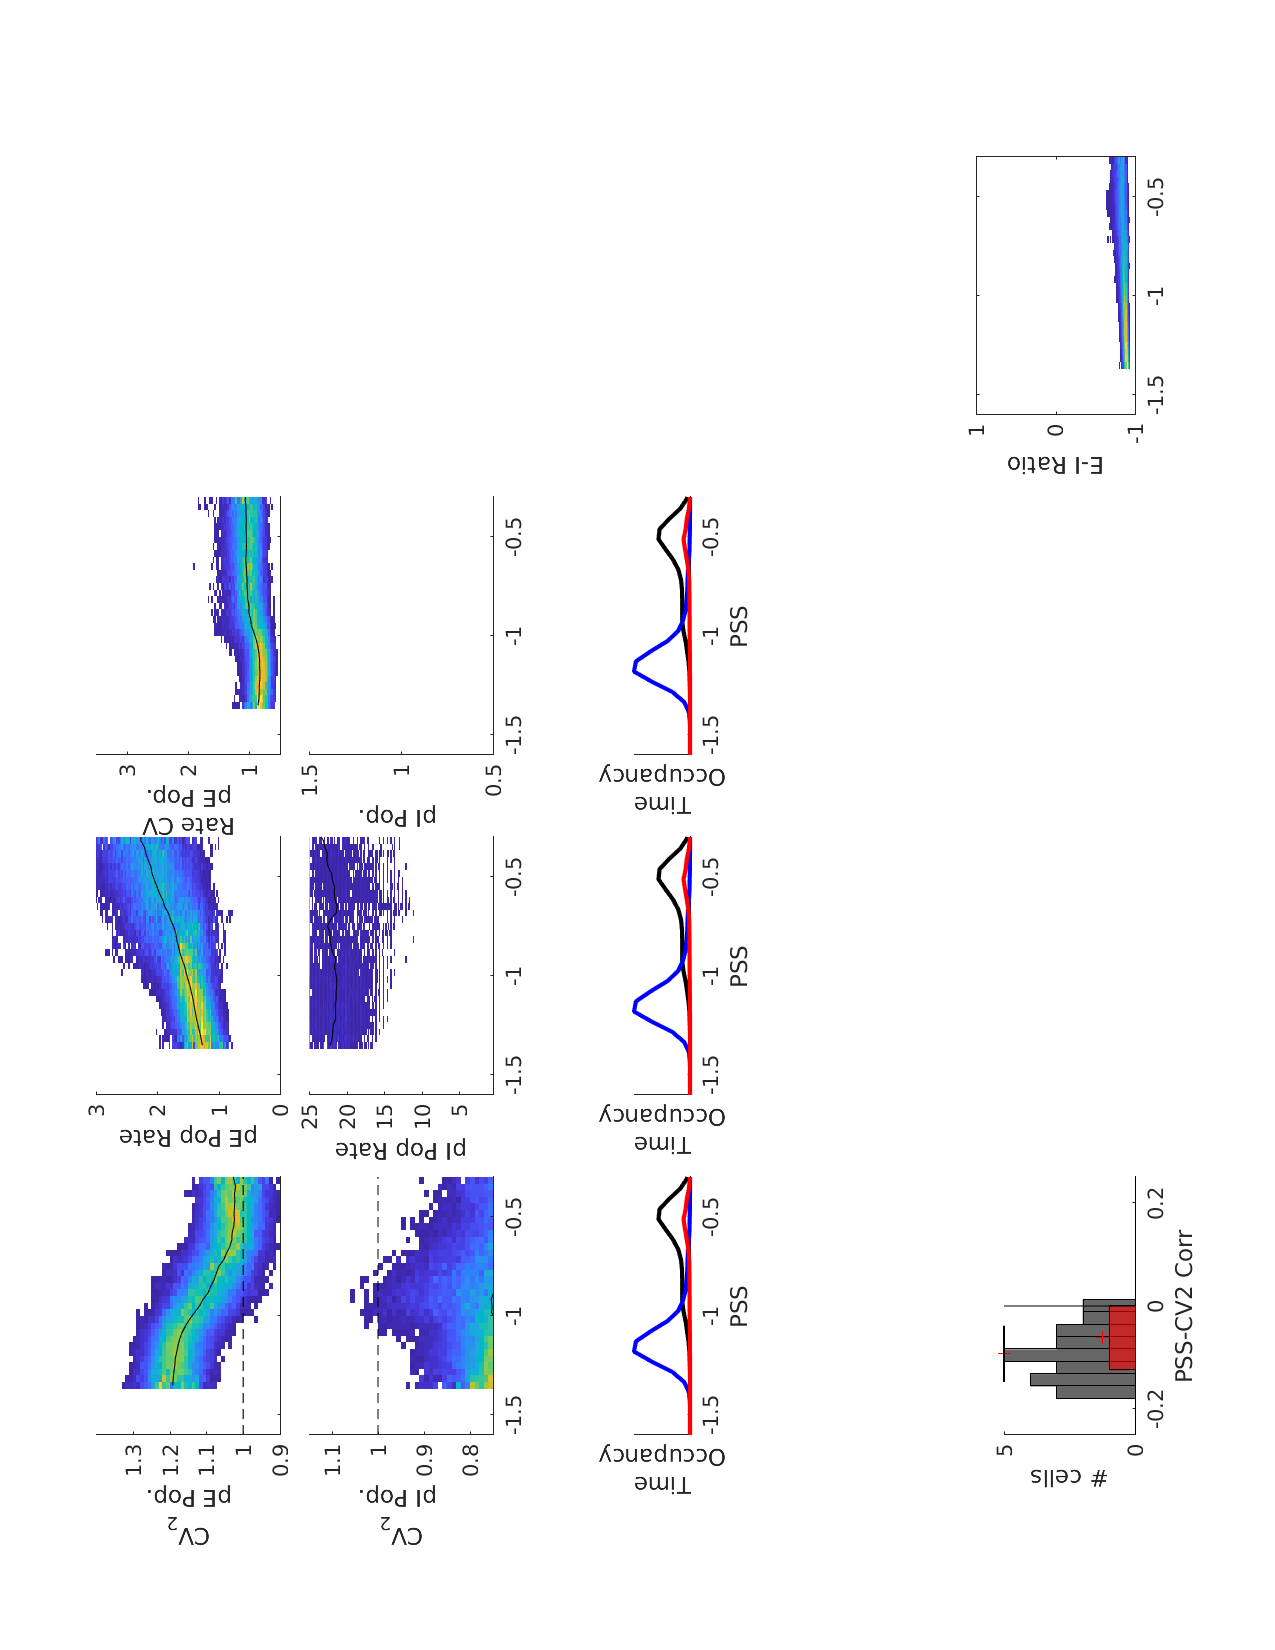 CV2
pE Pop.
1.3
1.2
1.1
1
0.9
CV2
pI Pop.
1.1
1
0.9
0.8
-1.5
-1
-0.5
Time
Occupancy
-1.5
-1
-0.5
PSS
pE Pop Rate
3
2
1
0
pI Pop Rate
25
20
15
10
5
-1.5
-1
-0.5
Time
Occupancy
-1.5
-1
-0.5
PSS
Rate CV
pE Pop.
3
2
1
pI Pop.
1.5
1
0.5
-1.5
-1
-0.5
Time
Occupancy
-1.5
-1
-0.5
PSS
# cells
5
0
-0.2
0
0.2
PSS-CV2 Corr
E-I Ratio
1
0
-1
-1.5
-1
-0.5